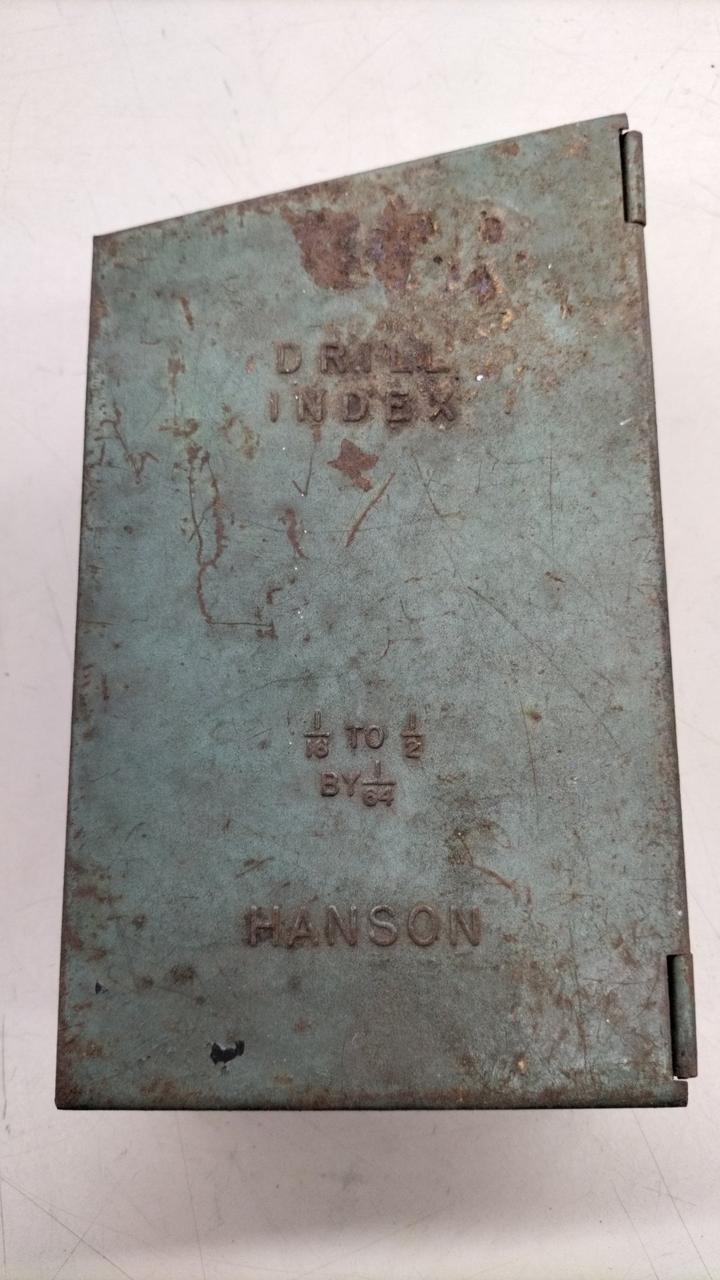 DRILL
INDEX
1/16 TO 1/2
BY 1/64
HANSON